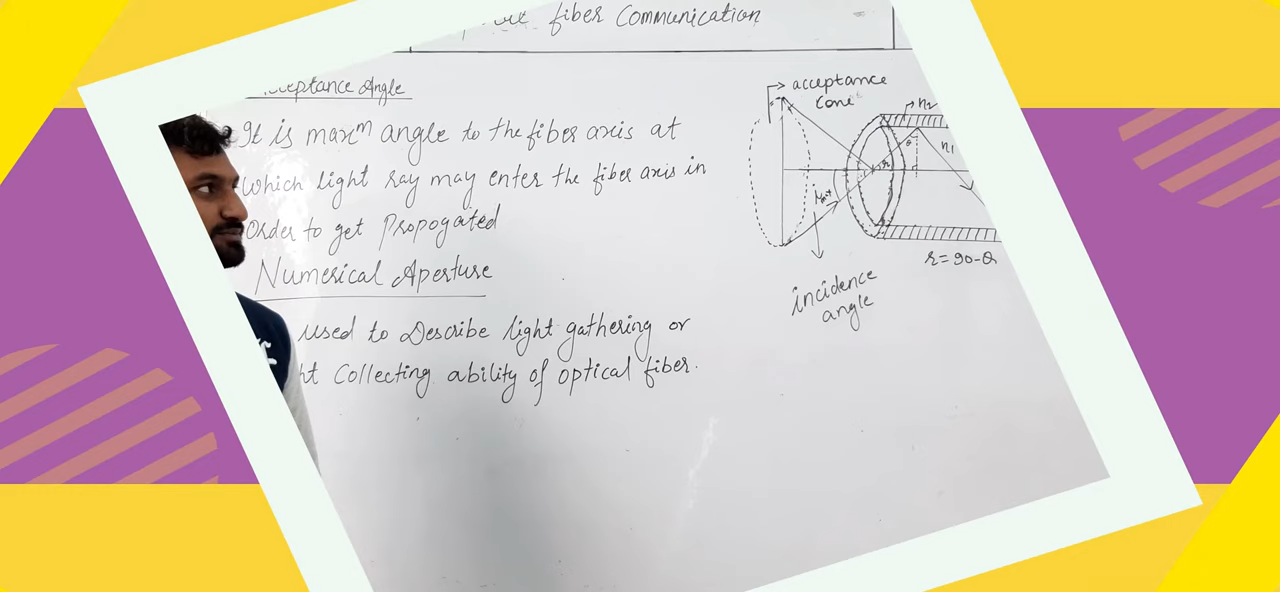 fiber Communication
Acceptance Angle
It is maxᵐ angle to the fiber axis at
which light ray may enter the fiber axis in
Order to get Propogated
Numerical Aperture
used to Describe light gathering or
Collecting ability of optical fiber.
acceptance
Cone
n2
n1
θ
r
incidence
angle
r = 90-θ